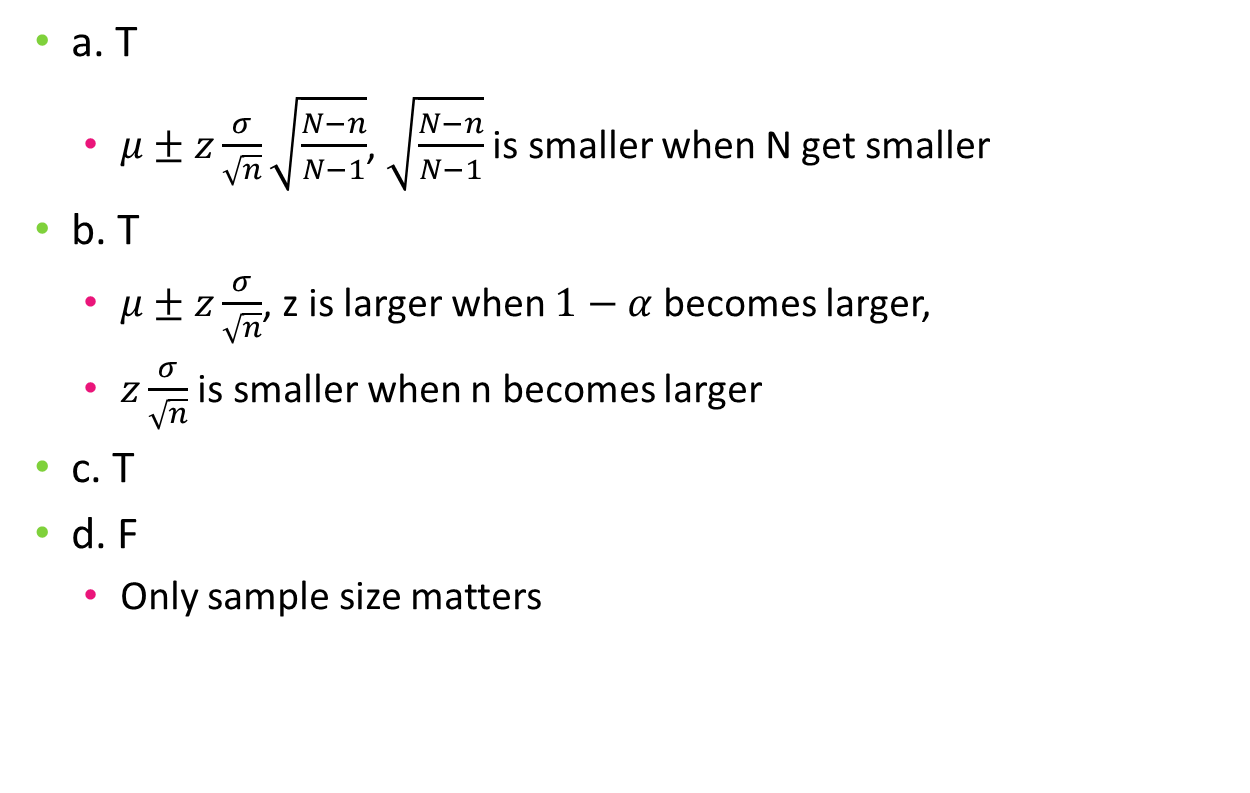 • a. T
• μ ± z σ/√n √((N−n)/(N−1)), √((N−n)/(N−1)) is smaller when N get smaller
• b. T
• μ ± z σ/√n, z is larger when 1 − α becomes larger,
• z σ/√n is smaller when n becomes larger
• c. T
• d. F
• Only sample size matters